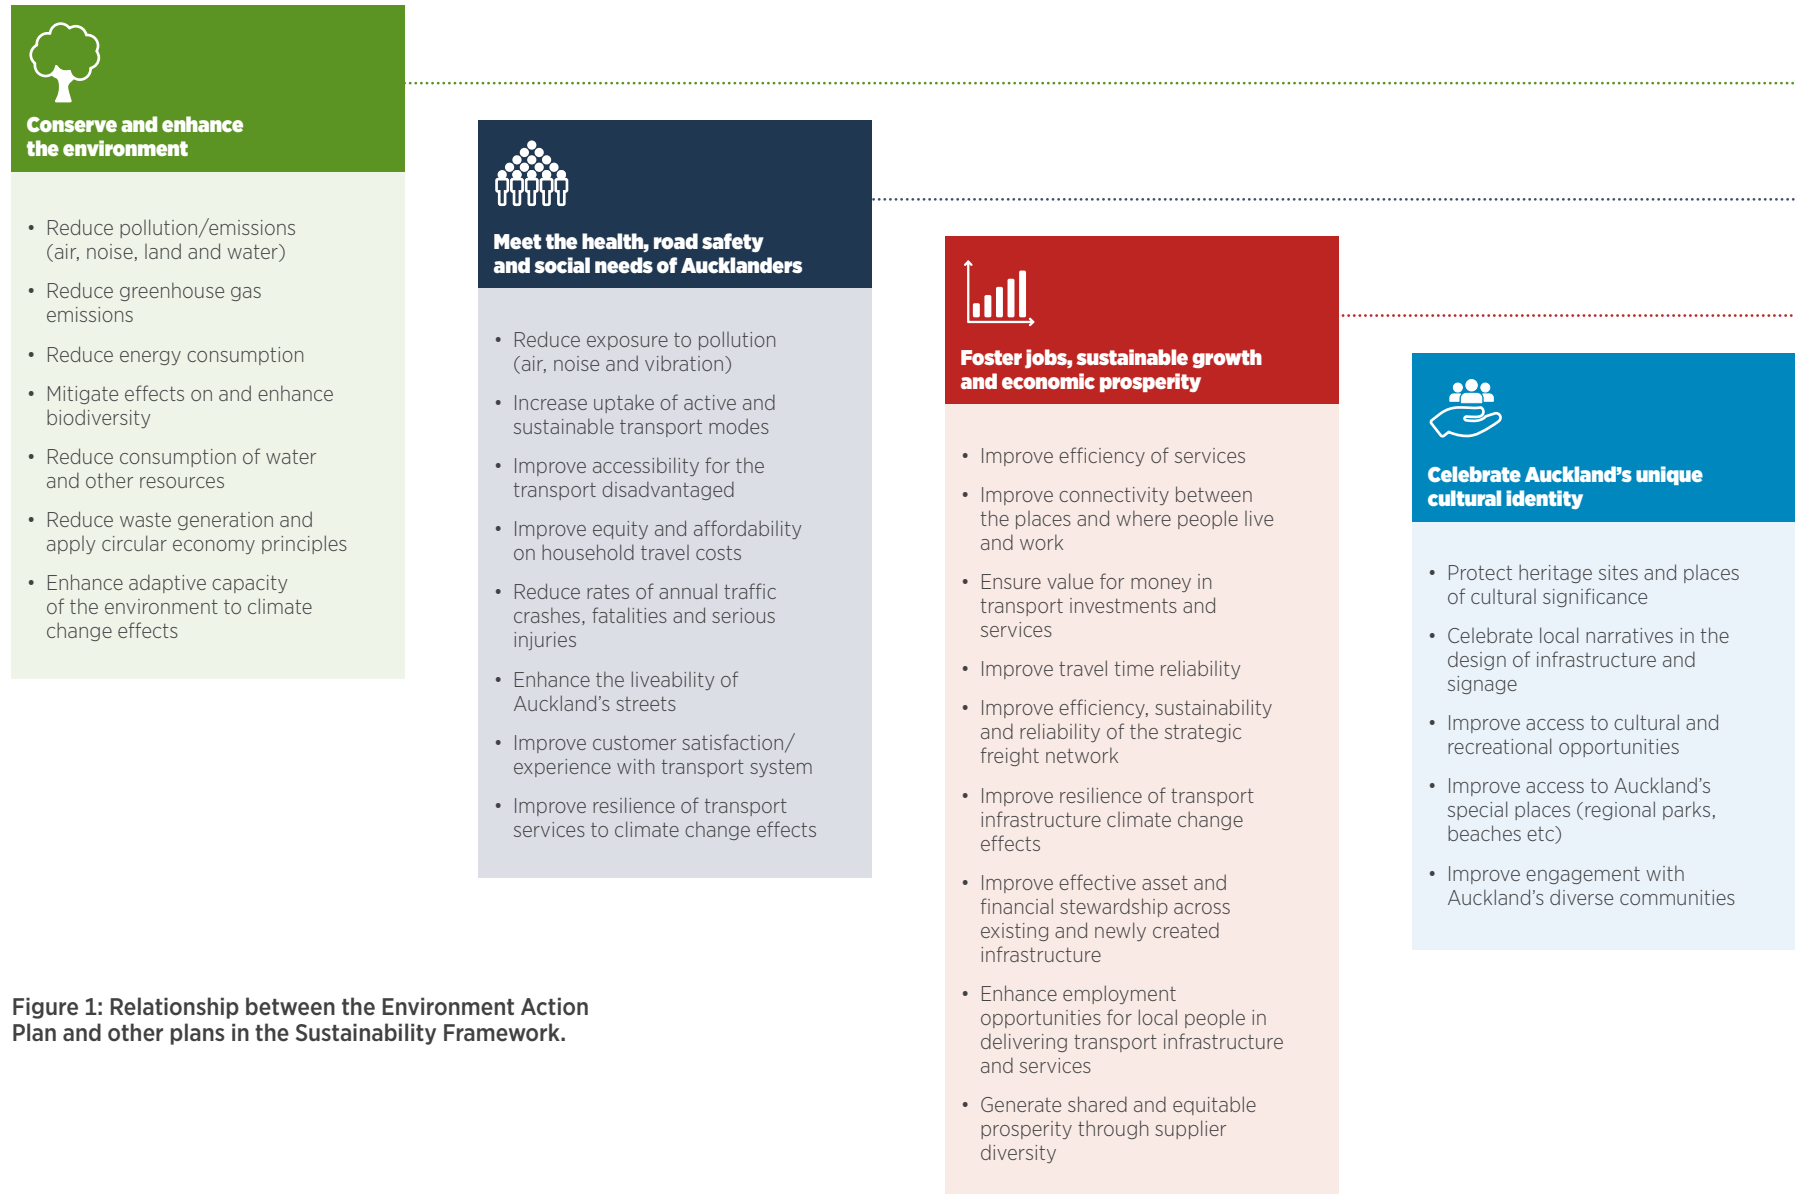 Conserve and enhance
the environment
• Reduce pollution/emissions
(air, noise, land and water)
• Reduce greenhouse gas
emissions
• Reduce energy consumption
• Mitigate effects on and enhance
biodiversity
• Reduce consumption of water
and other resources
• Reduce waste generation and
apply circular economy principles
• Enhance adaptive capacity
of the environment to climate
change effects
Meet the health, road safety
and social needs of Aucklanders
• Reduce exposure to pollution
(air, noise and vibration)
• Increase uptake of active and
sustainable transport modes
• Improve accessibility for the
transport disadvantaged
• Improve equity and affordability
on household travel costs
• Reduce rates of annual traffic
crashes, fatalities and serious
injuries
• Enhance the liveability of
Auckland's streets
• Improve customer satisfaction/
experience with transport system
• Improve resilience of transport
services to climate change effects
Foster jobs, sustainable growth
and economic prosperity
• Improve efficiency of services
• Improve connectivity between
the places and where people live
and work
• Ensure value for money in
transport investments and
services
• Improve travel time reliability
• Improve efficiency, sustainability
and reliability of the strategic
freight network
• Improve resilience of transport
infrastructure climate change
effects
• Improve effective asset and
financial stewardship across
existing and newly created
infrastructure
• Enhance employment
opportunities for local people in
delivering transport infrastructure
and services
• Generate shared and equitable
prosperity through supplier
diversity
Celebrate Auckland's unique
cultural identity
• Protect heritage sites and places
of cultural significance
• Celebrate local narratives in the
design of infrastructure and
signage
• Improve access to cultural and
recreational opportunities
• Improve access to Auckland's
special places (regional parks,
beaches etc)
• Improve engagement with
Auckland's diverse communities
Figure 1: Relationship between the Environment Action
Plan and other plans in the Sustainability Framework.